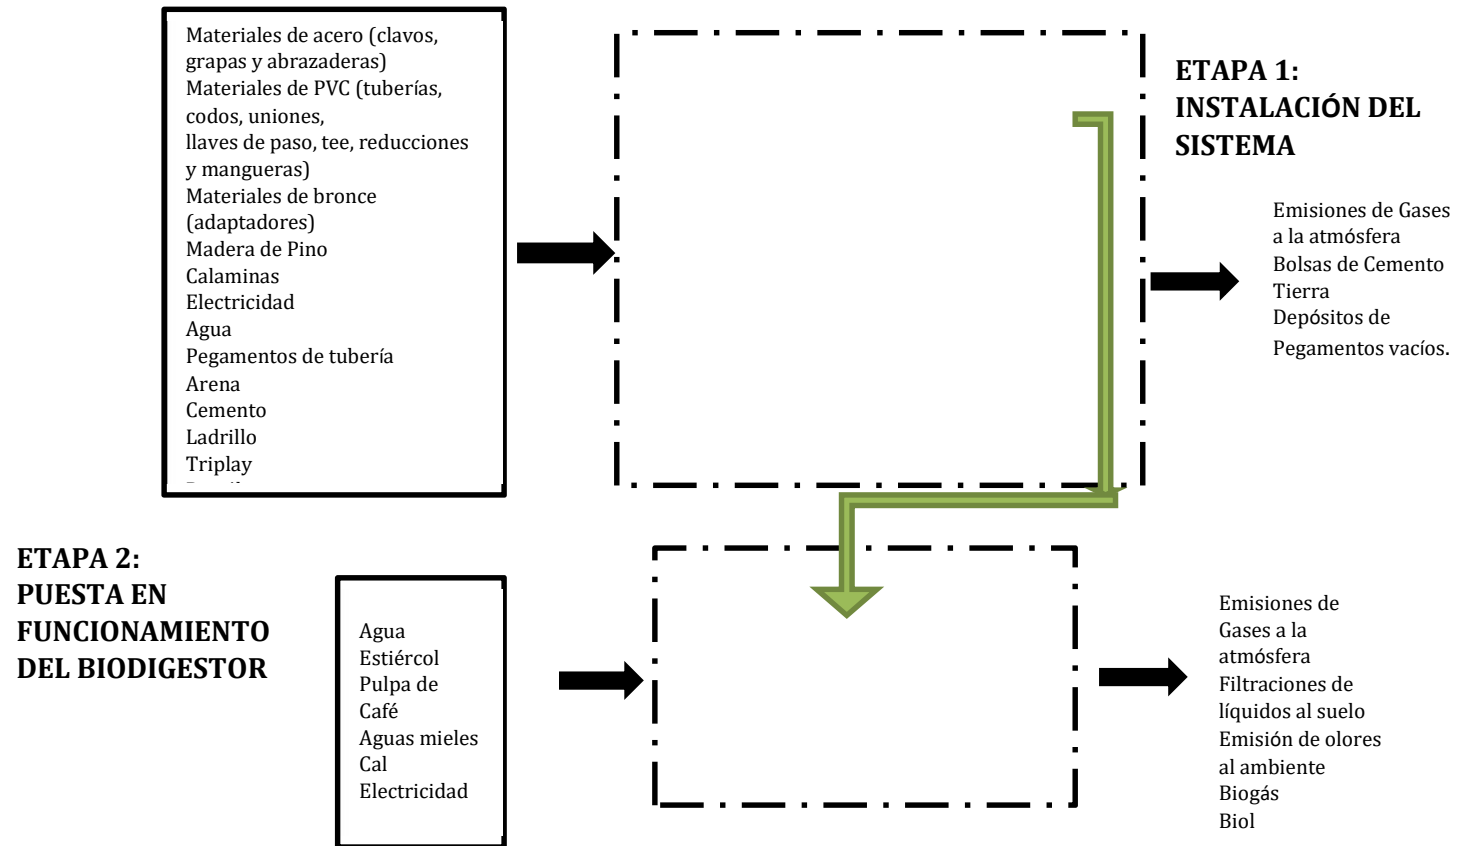 Materiales de acero (clavos,
grapas y abrazaderas)
Materiales de PVC (tuberías,
codos, uniones,
llaves de paso, tee, reducciones
y mangueras)
Materiales de bronce
(adaptadores)
Madera de Pino
Calaminas
Electricidad
Agua
Pegamentos de tubería
Arena
Cemento
Ladrillo
Triplay
ETAPA 1:
INSTALACIÓN DEL
SISTEMA
Emisiones de Gases
a la atmósfera
Bolsas de Cemento
Tierra
Depósitos de
Pegamentos vacíos.
ETAPA 2:
PUESTA EN
FUNCIONAMIENTO
DEL BIODIGESTOR
Agua
Estiércol
Pulpa de
Café
Aguas mieles
Cal
Electricidad
Emisiones de
Gases a la
atmósfera
Filtraciones de
líquidos al suelo
Emisión de olores
al ambiente
Biogás
Biol